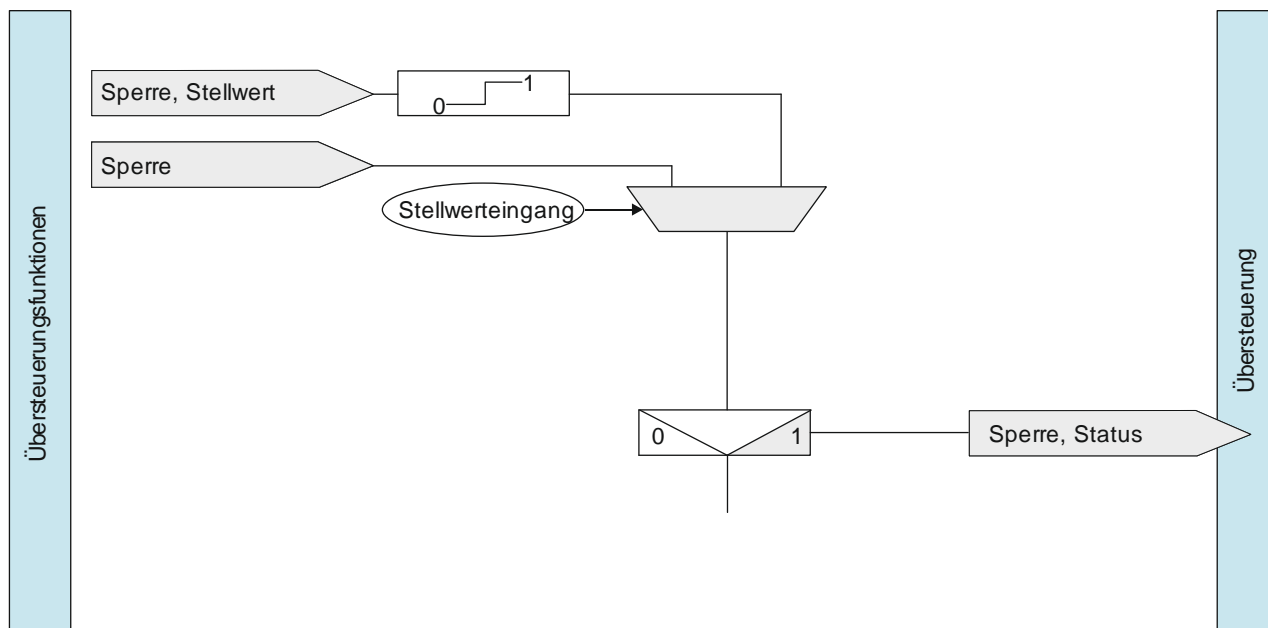 Übersteuerungsfunktionen
Sperre, Stellwert
0
1
Sperre
Stellwerteingang
0
1
Sperre, Status
Übersteuerung